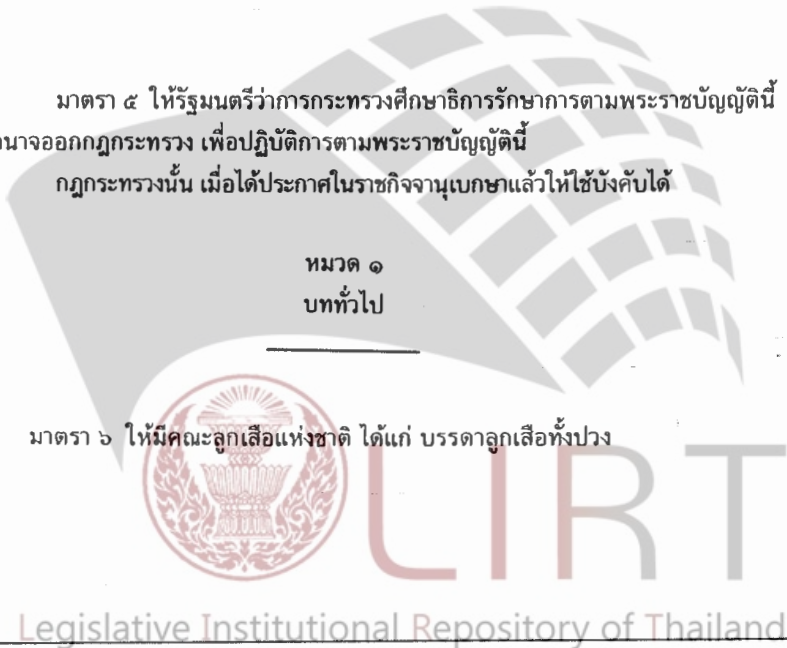 มาตรา ๕ ให้รัฐมนตรีว่าการกระทรวงศึกษาธิการรักษาการตามพระราชบัญญัตินี้
นาจออกกฎกระทรวง เพื่อปฏิบัติการตามพระราชบัญญัตินี้
กฎกระทรวงนั้น เมื่อได้ประกาศในราชกิจจานุเบกษาแล้วให้ใช้บังคับได้
หมวด ๑
บททั่วไป
มาตรา ๖ ให้มีคณะลูกเสือแห่งชาติ ได้แก่ บรรดาลูกเสือทั้งปวง
LIRT
Legislative Institutional Repository of Thailand